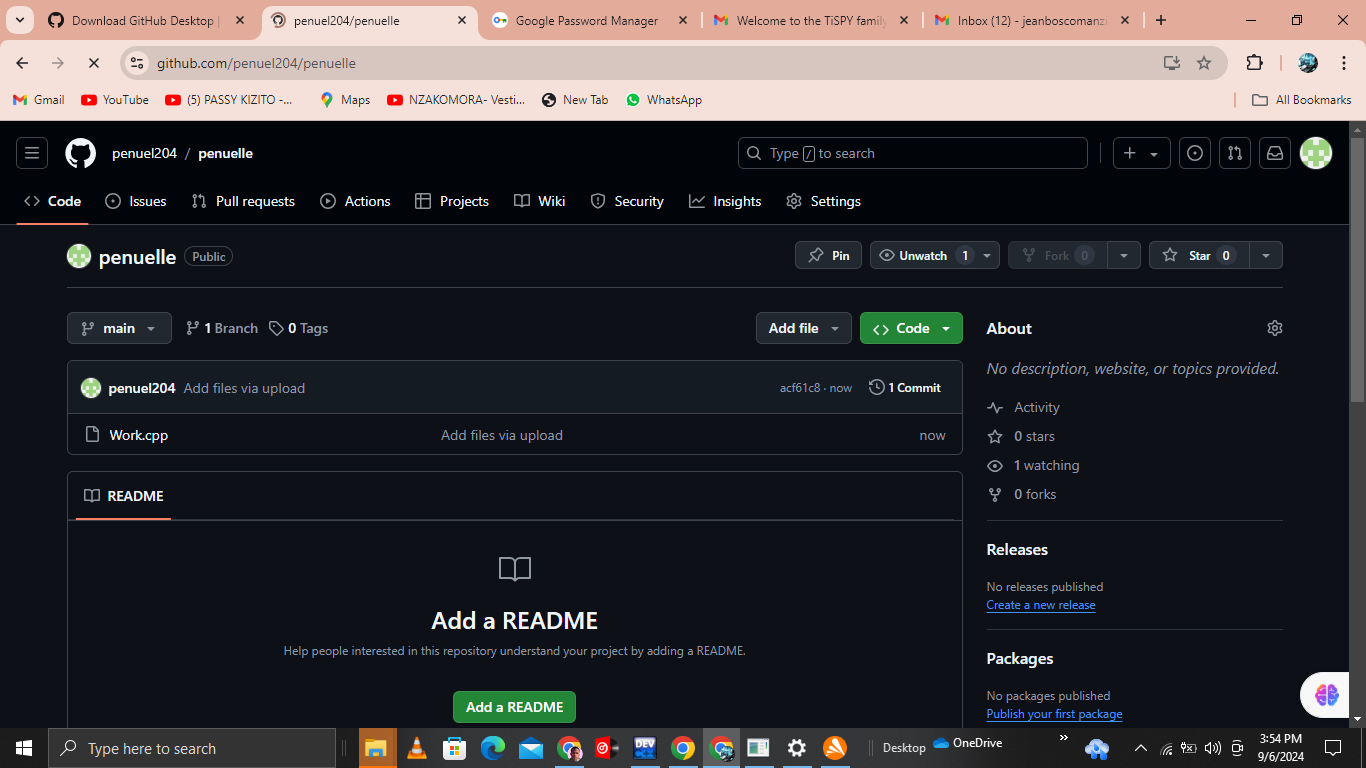 Download GitHub Desktop |
penuel204/penuelle
Google Password Manager
Welcome to the TiSPY family
Inbox (12) - jeanboscomanzi
github.com/penuel204/penuelle
Gmail
YouTube
(5) PASSY KIZITO -...
Maps
NZAKOMORA- Vesti...
New Tab
WhatsApp
All Bookmarks
penuel204 / penuelle
Type / to search
Code
Issues
Pull requests
Actions
Projects
Wiki
Security
Insights
Settings
penuelle Public
Pin
Unwatch 1
Fork 0
Star 0
main
1 Branch
0 Tags
Add file
Code
About
No description, website, or topics provided.
penuel204 Add files via upload
acf61c8 · now
1 Commit
Work.cpp
Add files via upload
now
Activity
0 stars
1 watching
0 forks
README
Add a README
Help people interested in this repository understand your project by adding a README.
Add a README
Releases
No releases published
Create a new release
Packages
No packages published
Publish your first package
Type here to search
DEV
Desktop
OneDrive
3:54 PM
9/6/2024